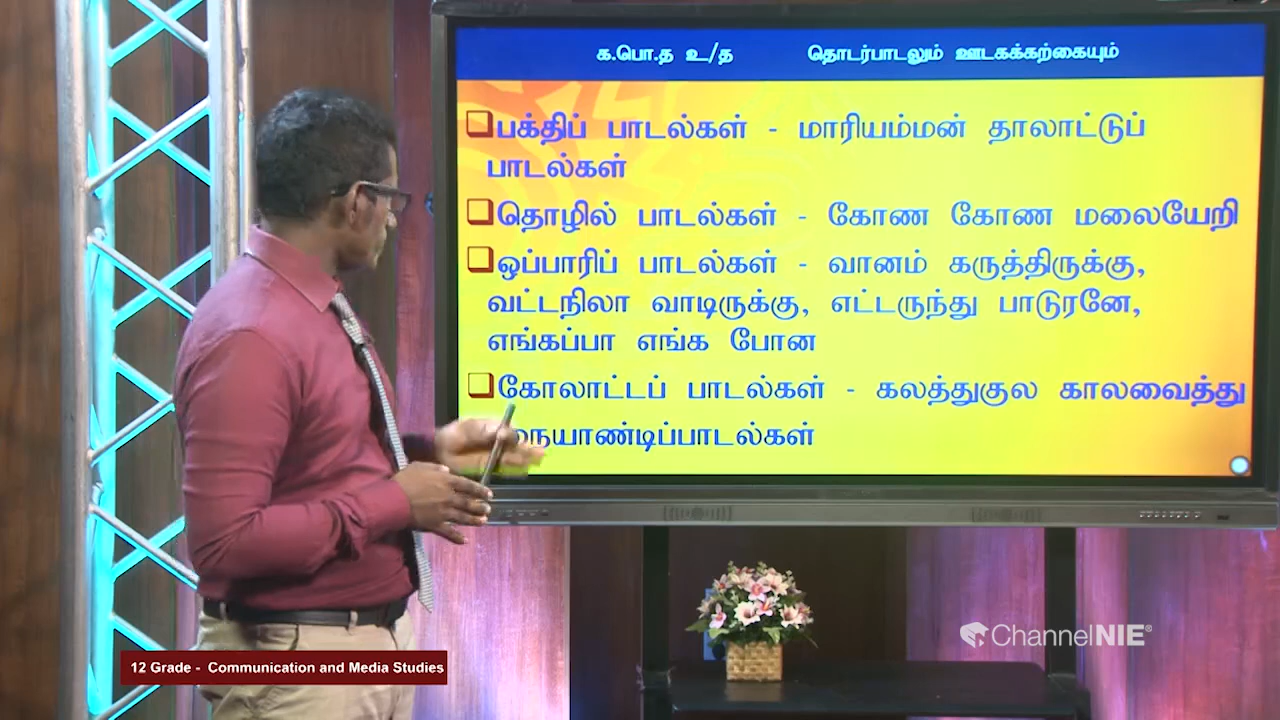 க.பொ.த உ/த தொடர்பாடலும் ஊடகக்கற்கையும்
❑பக்திப் பாடல்கள் - மாரியம்மன் தாலாட்டுப்
பாடல்கள்
❑தொழில் பாடல்கள் - கோண கோண மலையேறி
❑ஒப்பாரிப் பாடல்கள் - வானம் கருத்திருக்கு,
வட்டநிலா வாடிருக்கு, எட்டருந்து பாடுரனே,
எங்கப்பா எங்க போன
❑கோலாட்டப் பாடல்கள் - கலத்துகுல காலவைத்து
நையாண்டிப்பாடல்கள்
ChannelNIE®
12 Grade - Communication and Media Studies